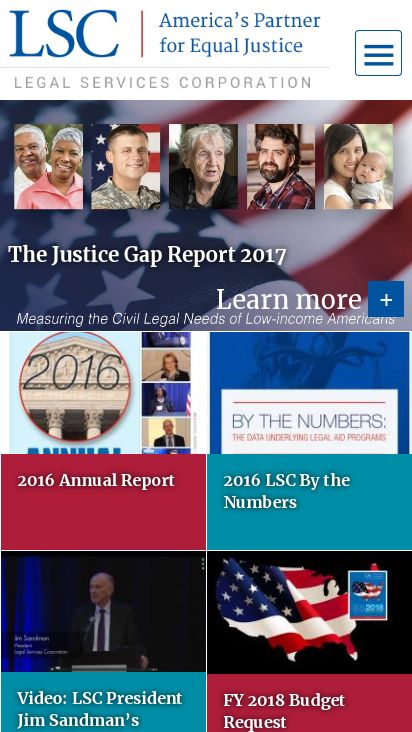 LSC
America's Partner
for Equal Justice
LEGAL SERVICES CORPORATION
The Justice Gap Report 2017
Learn more +
Measuring the Civil Legal Needs of Low-income Americans
2016
ANNUAL
BY THE NUMBERS:
THE DATA UNDERLYING LEGAL AID PROGRAMS
2016 Annual Report
2016 LSC By the
Numbers
Jim Sandman
President
Legal Services Corporation
2018
Video: LSC President
Jim Sandman's
FY 2018 Budget
Request